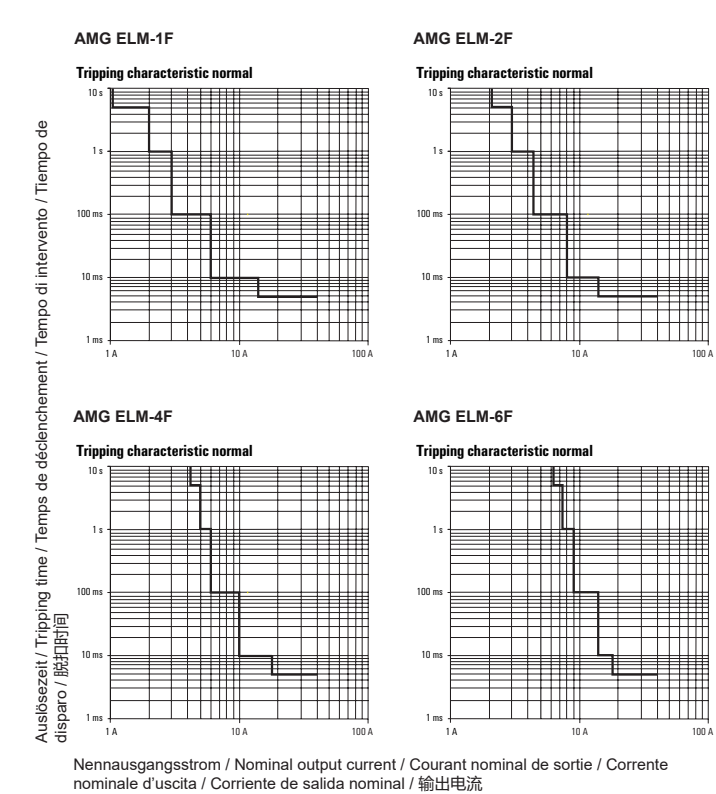 AMG ELM-1F
Tripping characteristic normal
10 s
1 s
100 ms
10 ms
1 ms
1 A
10 A
100 A
AMG ELM-2F
Tripping characteristic normal
10 s
1 s
100 ms
10 ms
1 ms
1 A
10 A
100 A
AMG ELM-4F
Tripping characteristic normal
10 s
1 s
100 ms
10 ms
1 ms
1 A
10 A
100 A
AMG ELM-6F
Tripping characteristic normal
10 s
1 s
100 ms
10 ms
1 ms
1 A
10 A
100 A
Auslösezeit / Tripping time / Temps de déclenchement / Tempo di intervento / Tiempo de
disparo / 脱扣时间
Nennausgangsstrom / Nominal output current / Courant nominal de sortie / Corrente
nominale d'uscita / Corriente de salida nominal / 输出电流